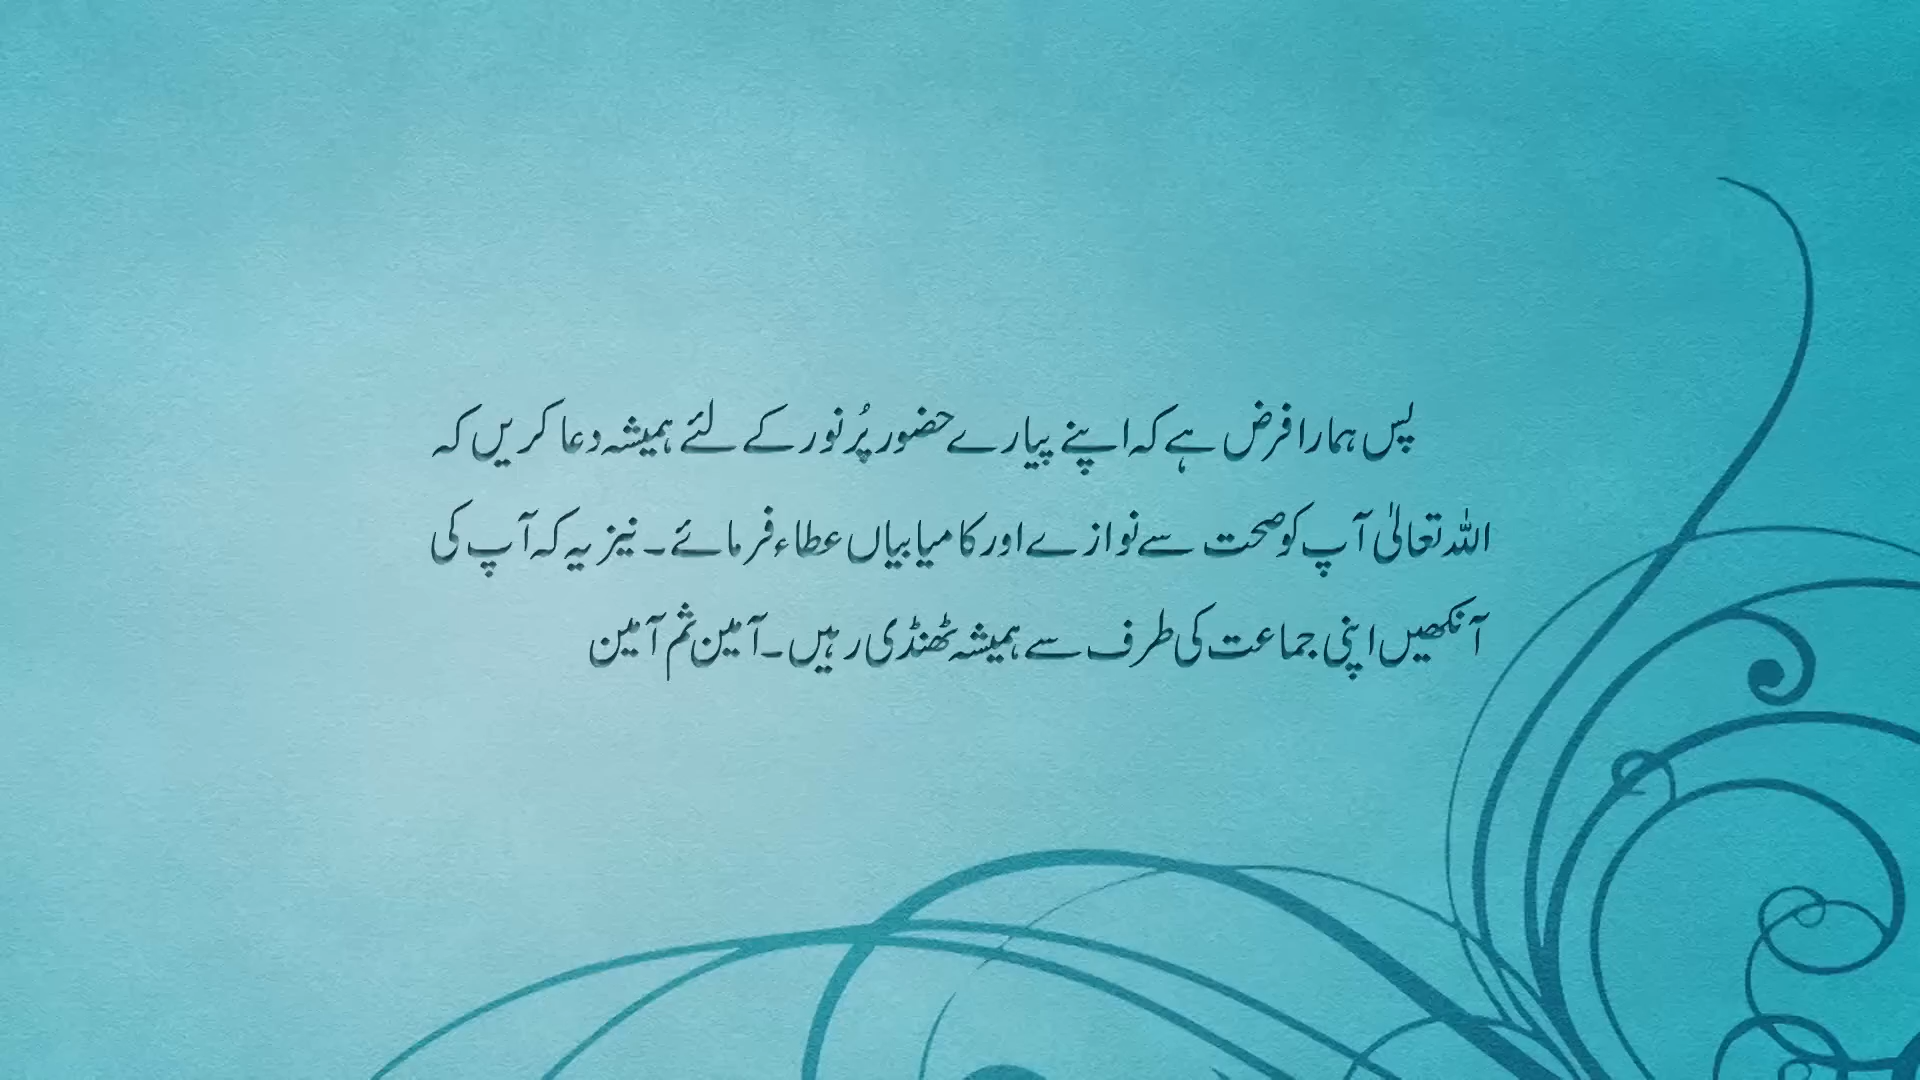 پس ہمارا فرض ہے کہ اپنے پیارے حضور پُرنور کے لئے ہمیشہ دعا کریں کہ
اللہ تعالیٰ آپ کو صحت سے نوازے اور کامیابیاں عطاء فرمائے۔ نیز یہ کہ آپ کی
آنکھیں اپنی جماعت کی طرف سے ہمیشہ ٹھنڈی رہیں۔ آمین ثم آمین